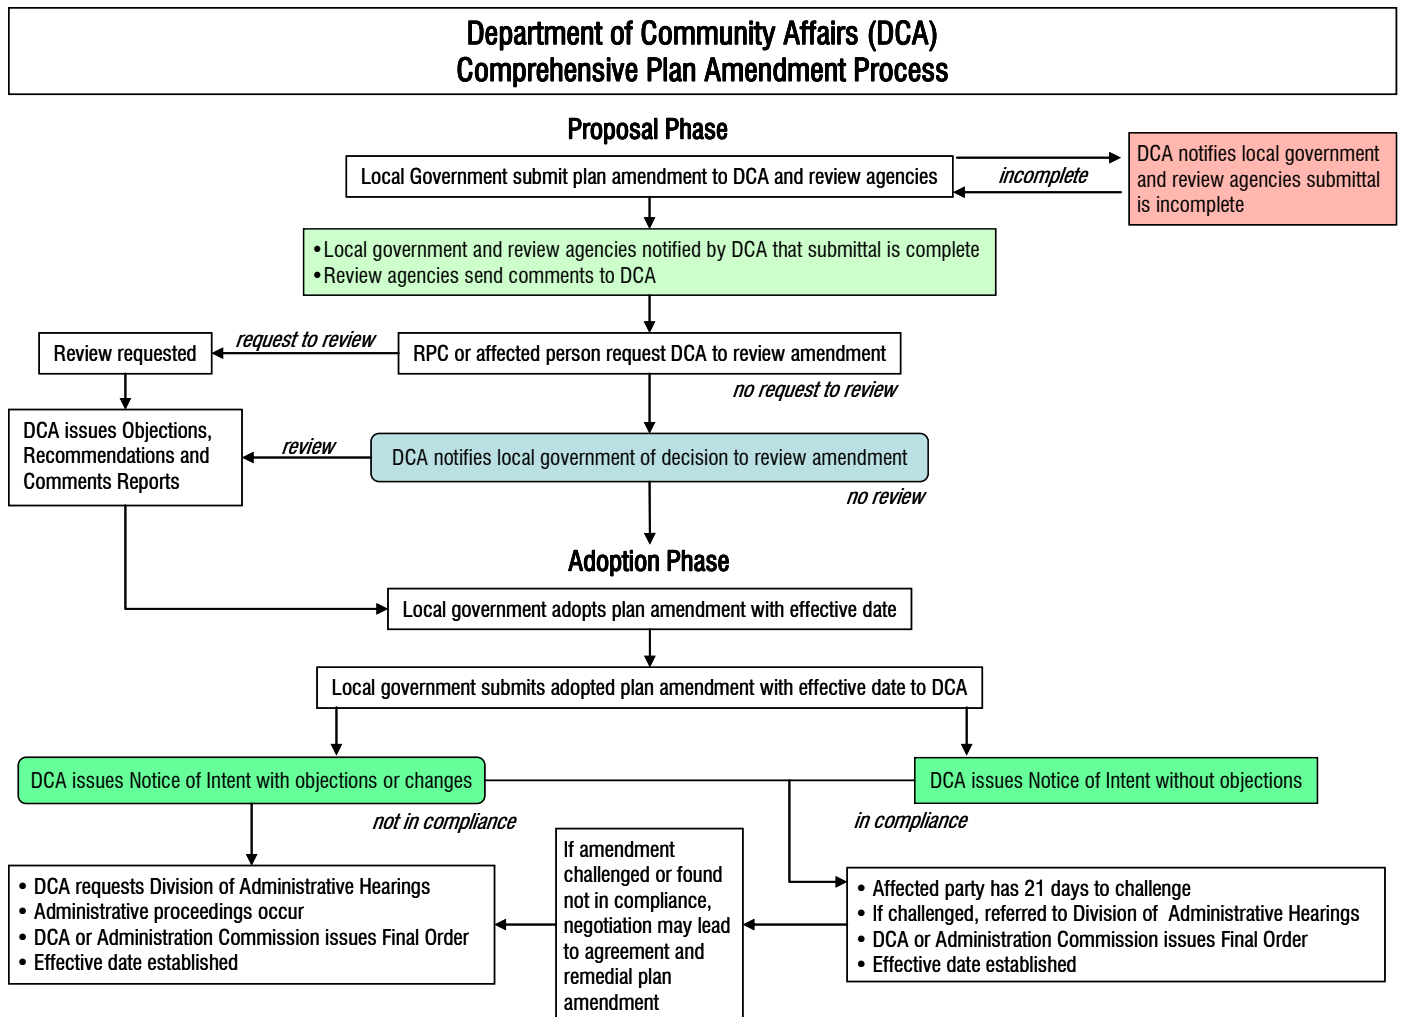 Department of Community Affairs (DCA)
Comprehensive Plan Amendment Process
Proposal Phase
Local Government submit plan amendment to DCA and review agencies
incomplete
DCA notifies local government
and review agencies submittal
is incomplete
•Local government and review agencies notified by DCA that submittal is complete
•Review agencies send comments to DCA
Review requested
request to review
RPC or affected person request DCA to review amendment
no request to review
DCA issues Objections,
Recommendations and
Comments Reports
review
DCA notifies local government of decision to review amendment
no review
Adoption Phase
Local government adopts plan amendment with effective date
Local government submits adopted plan amendment with effective date to DCA
DCA issues Notice of Intent with objections or changes
DCA issues Notice of Intent without objections
not in compliance
in compliance
• DCA requests Division of Administrative Hearings
• Administrative proceedings occur
• DCA or Administration Commission issues Final Order
• Effective date established
If amendment
challenged or found
not in compliance,
negotiation may lead
to agreement and
remedial plan
amendment
• Affected party has 21 days to challenge
• If challenged, referred to Division of Administrative Hearings
• DCA or Administration Commission issues Final Order
• Effective date established